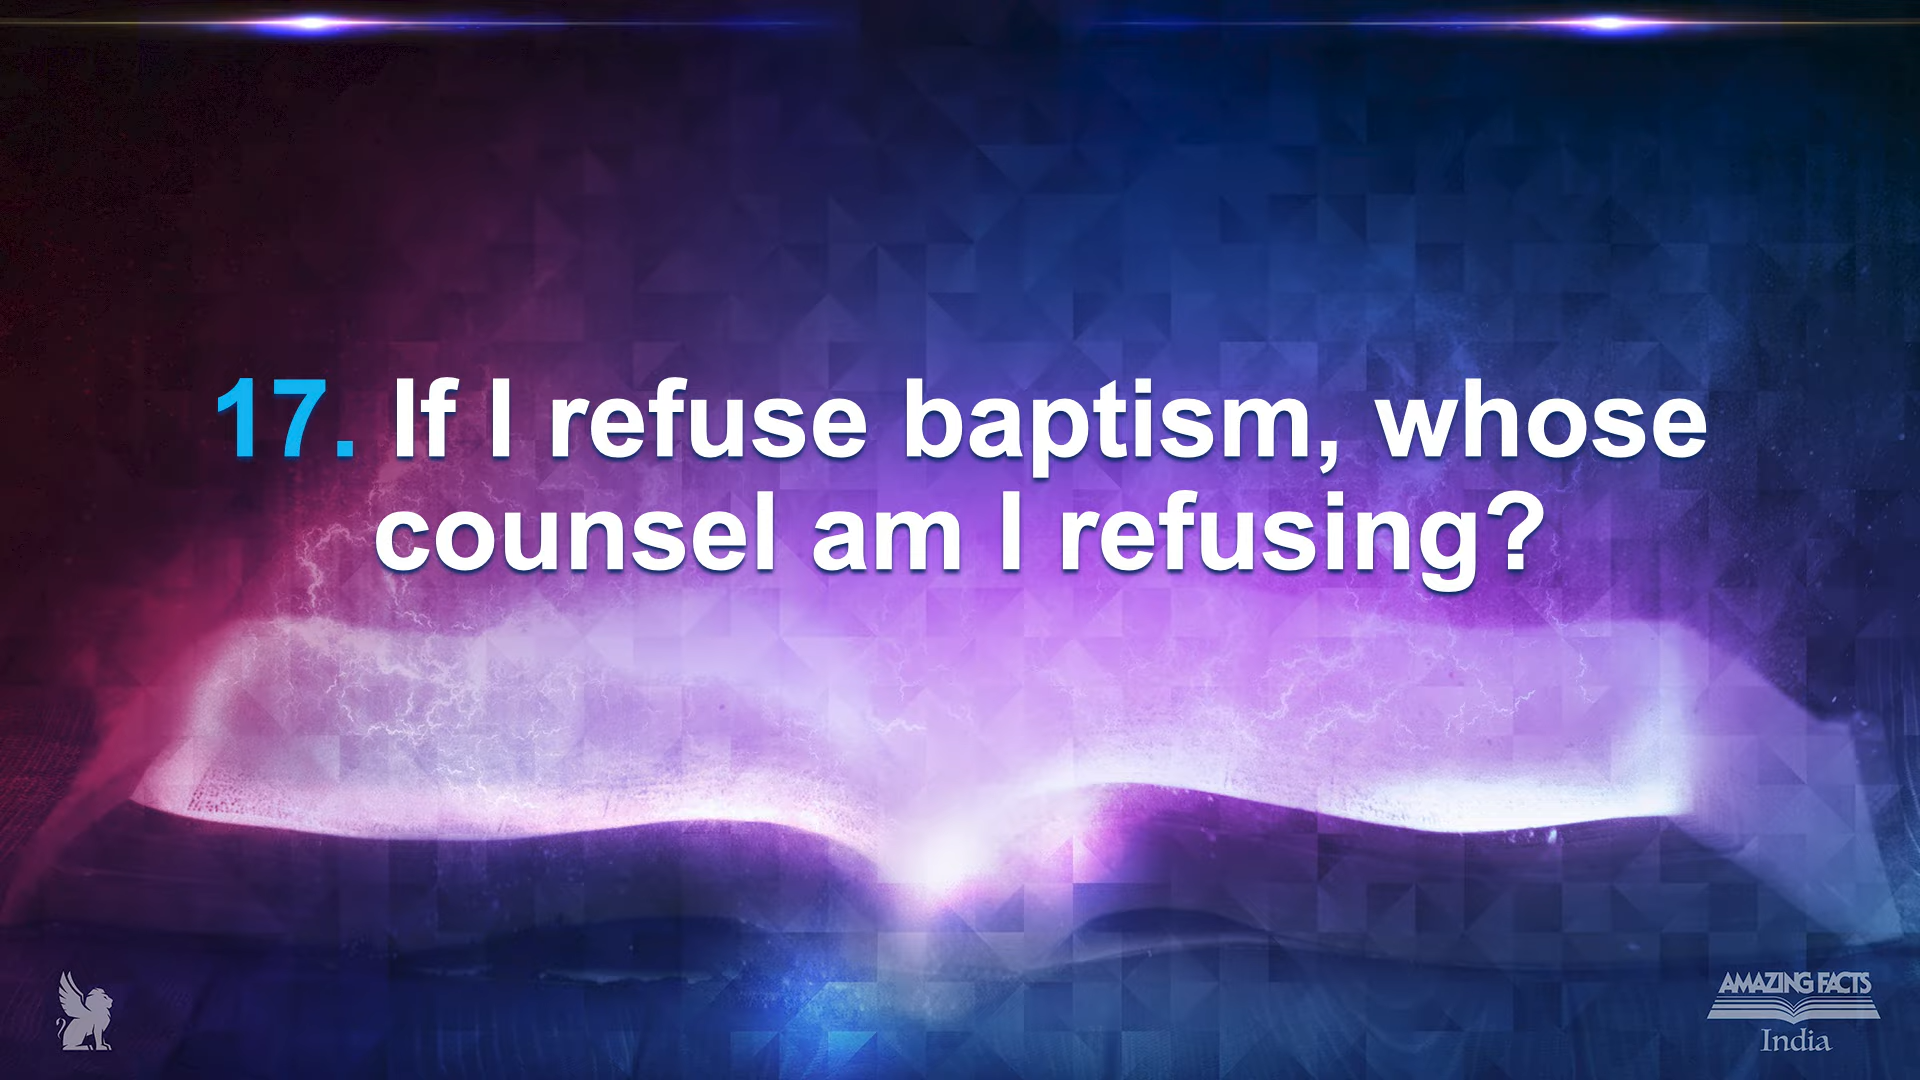 17. If I refuse baptism, whose
counsel am I refusing?
AMAZING FACTS
India